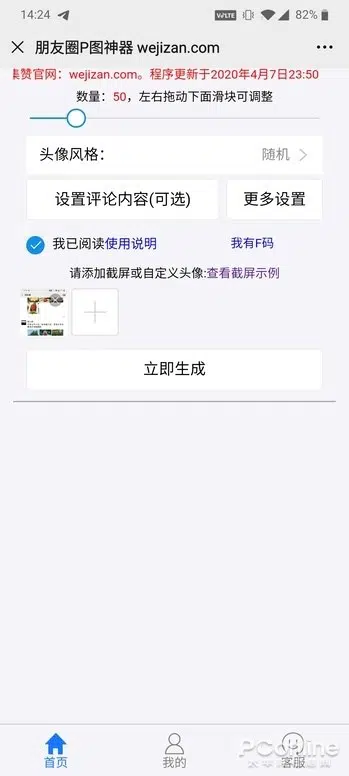 14:24
VoLTE
82%
朋友圈P图神器 wejizan.com
集赞官网：wejizan.com。程序更新于2020年4月7日23:50
数量：50，左右拖动下面滑块可调整
头像风格：
随机
设置评论内容(可选)
更多设置
我已阅读使用说明
我有F码
请添加截屏或自定义头像:查看截屏示例
立即生成
首页
我的
客服
PConline